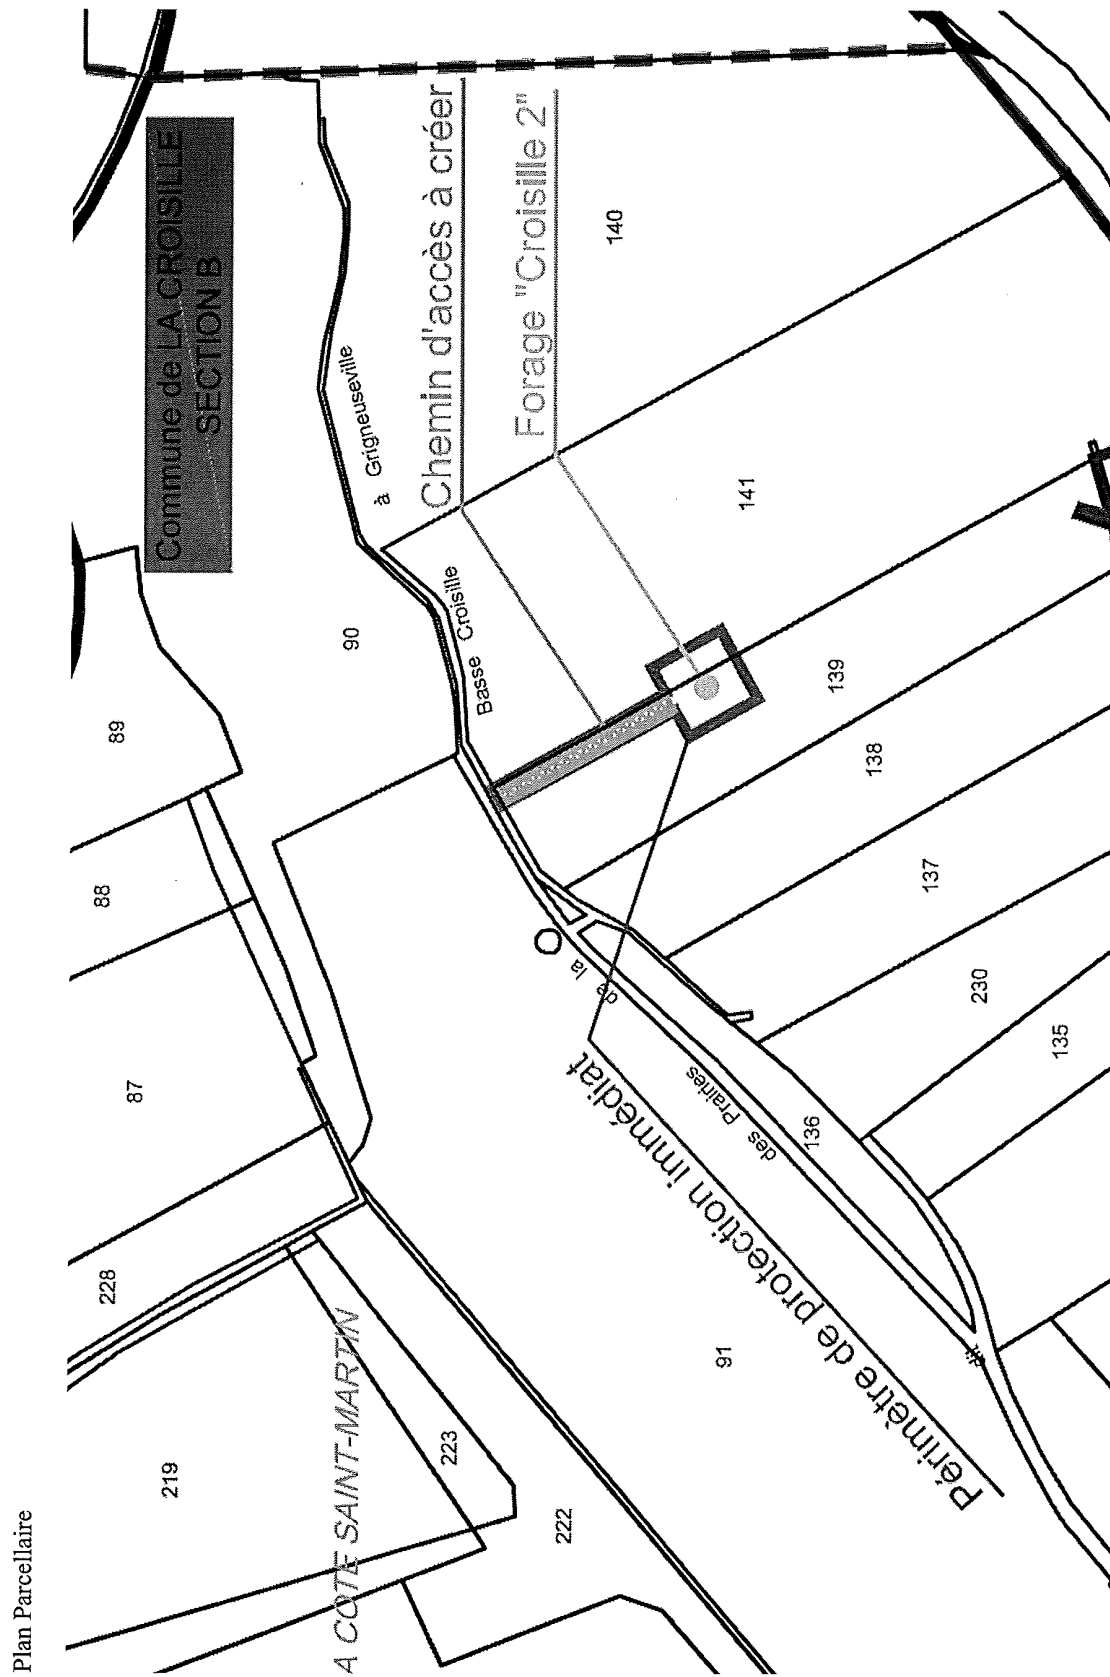 Plan Parcellaire
Commune de LA CROISILLE
SECTION B
Chemin d'accès à créer
Forage "Croisille 2"
Périmètre de protection immédiat
A COTE SAINT-MARTIN
à Grigneuseville
Basse Croisille
de la
des Prairies
dit
219
228
87
88
89
90
223
222
91
136
140
141
139
138
137
230
135